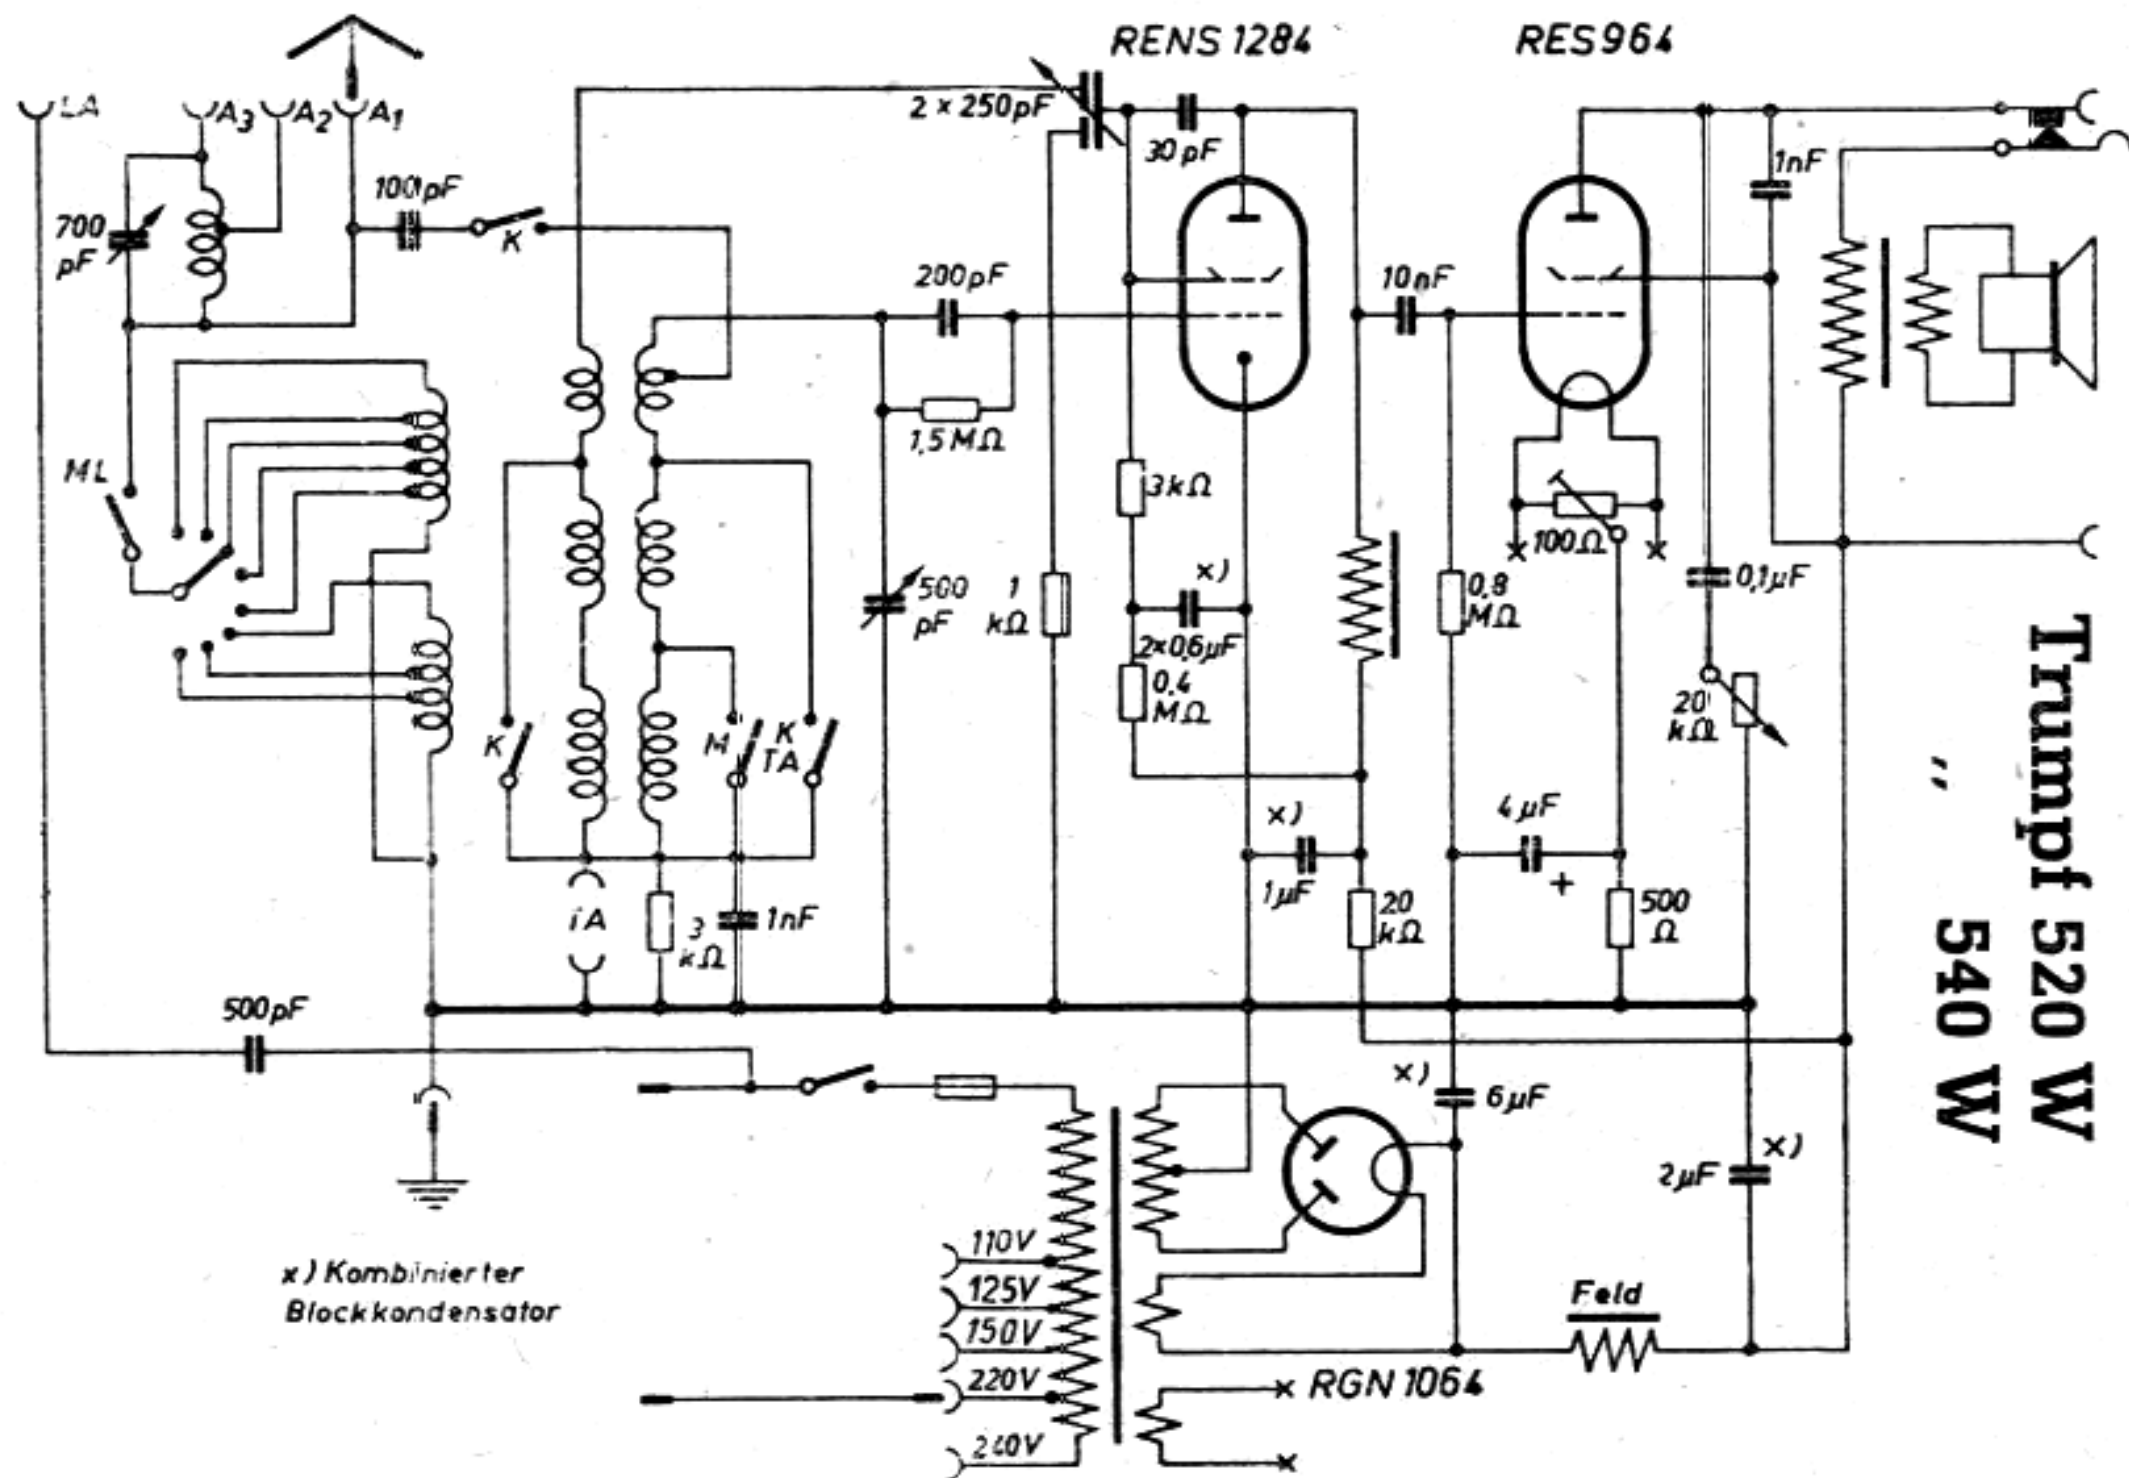 RENS 1284
RES 964
LA
A3
A2
A1
2 × 250pF
30pF
1nF
100pF
K
700
pF
200pF
10nF
1,5MΩ
ML
3kΩ
100Ω
x)
0,1µF
500
pF
1
kΩ
0,8
MΩ
2×0,6µF
0,4
MΩ
20
kΩ
K
M
K
TA
x)
4µF
+
1µF
TA
3
kΩ
1nF
20
kΩ
500
Ω
500pF
x)
6µF
x)
2µF
110V
125V
150V
220V
240V
x) Kombinierter
Blockkondensator
Feld
RGN 1064
Trumpf 520 W
" 540 W